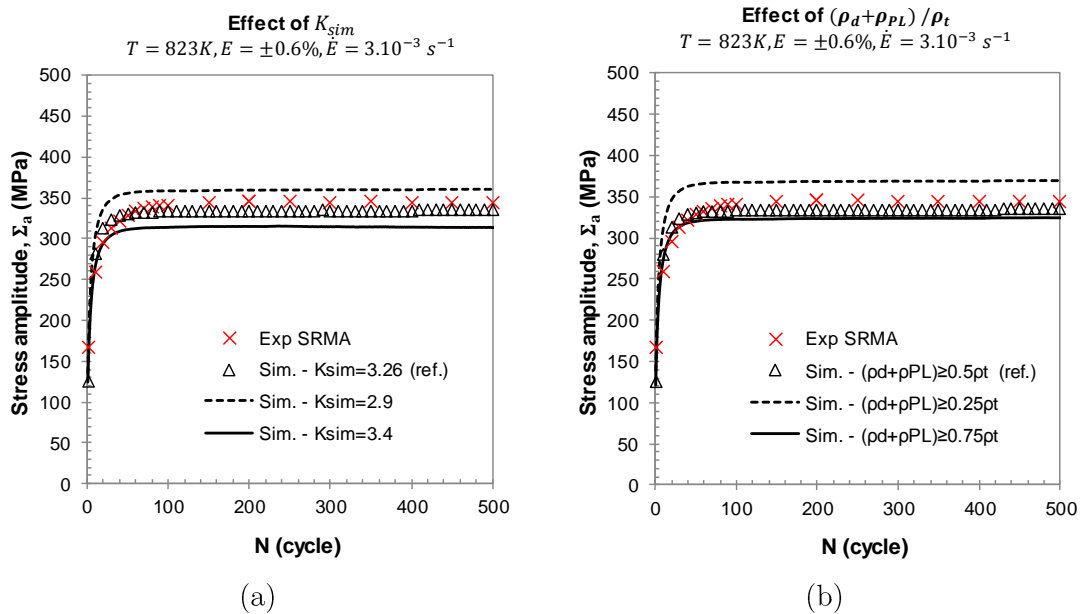 Effect of K_sim
T = 823K, E = ±0.6%, Ė = 3.10⁻³ s⁻¹
500
450
400
350
300
250
200
150
100
50
0
Stress amplitude, Σa (MPa)
Exp SRMA
Sim. - Ksim=3.26 (ref.)
Sim. - Ksim=2.9
Sim. - Ksim=3.4
0 100 200 300 400 500
N (cycle)
(a)
Effect of (ρ_d+ρ_PL) /ρ_t
T = 823K, E = ±0.6%, Ė = 3.10⁻³ s⁻¹
500
450
400
350
300
250
200
150
100
50
0
Stress amplitude, Σa (MPa)
Exp SRMA
Sim. - (ρd+ρPL)≥0.5ρt (ref.)
Sim. - (ρd+ρPL)≥0.25ρt
Sim. - (ρd+ρPL)≥0.75ρt
0 100 200 300 400 500
N (cycle)
(b)